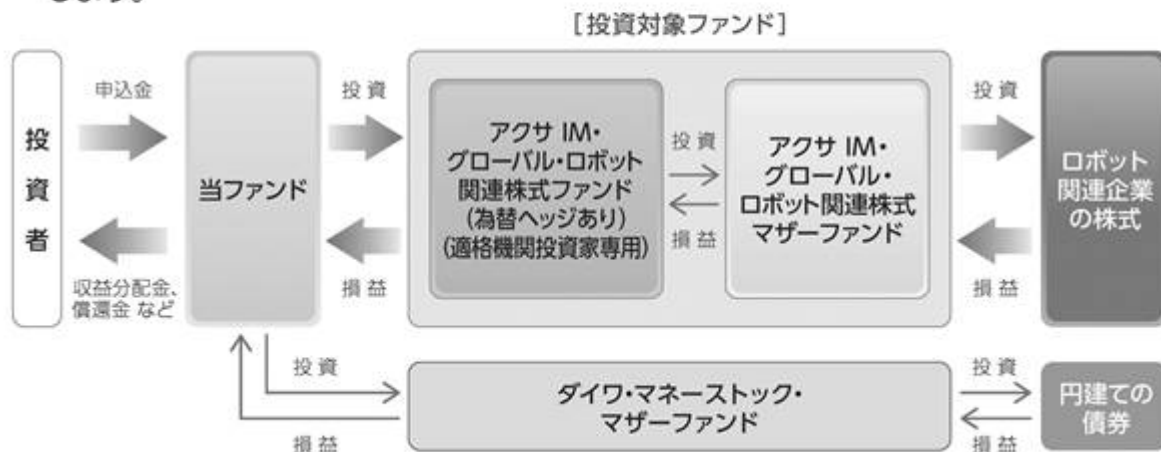 します。
[投資対象ファンド]
投資者
申込金
収益分配金、
償還金 など
当ファンド
投資
損益
アクサ IM・
グローバル・ロボット
関連株式ファンド
(為替ヘッジあり)
(適格機関投資家専用)
投資
損益
アクサ IM・
グローバル・
ロボット関連株式
マザーファンド
投資
損益
ロボット
関連企業
の株式
投資
損益
ダイワ・マネーストック・
マザーファンド
投資
損益
円建ての
債券